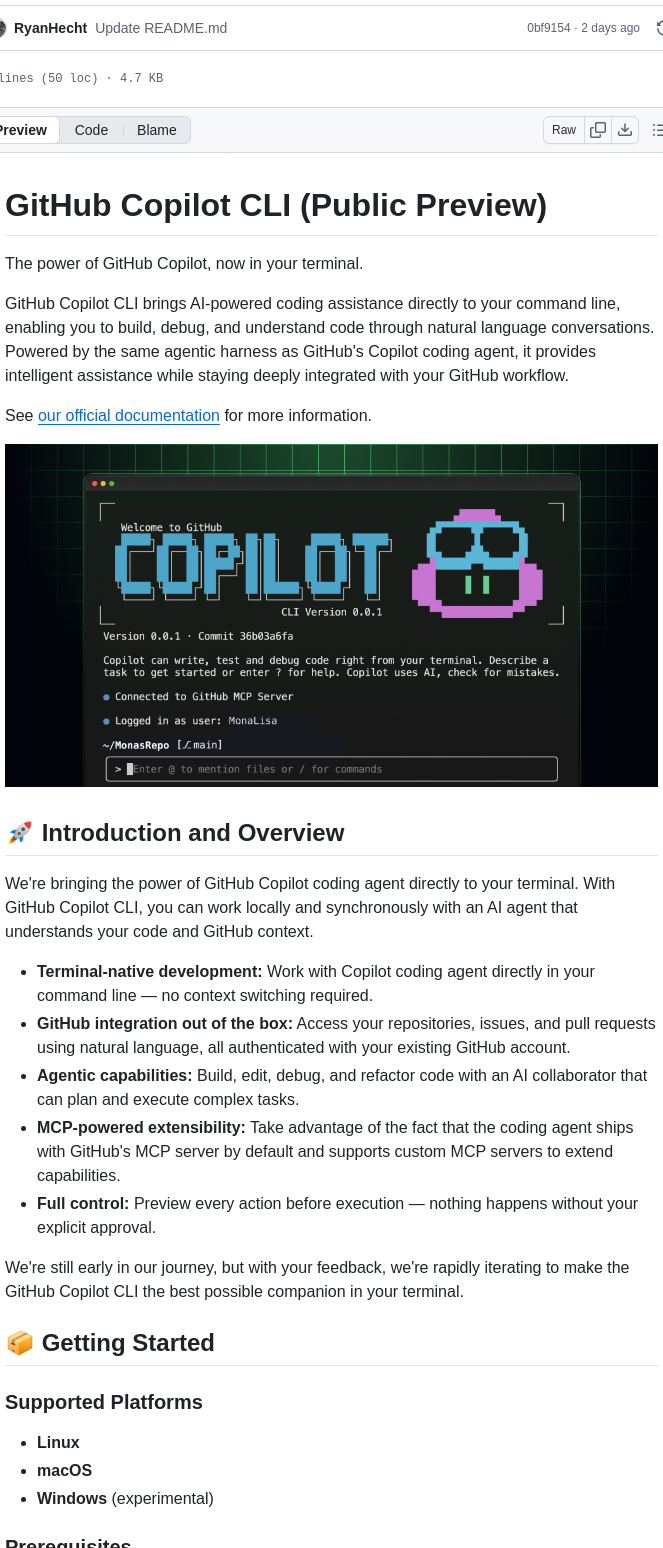 RyanHecht Update README.md 0bf9154 · 2 days ago
lines (50 loc) · 4.7 KB
Preview Code Blame Raw
GitHub Copilot CLI (Public Preview)
The power of GitHub Copilot, now in your terminal.
GitHub Copilot CLI brings AI-powered coding assistance directly to your command line,
enabling you to build, debug, and understand code through natural language conversations.
Powered by the same agentic harness as GitHub's Copilot coding agent, it provides
intelligent assistance while staying deeply integrated with your GitHub workflow.
See our official documentation for more information.
Welcome to GitHub
COPILOT
CLI Version 0.0.1
Version 0.0.1 · Commit 36b03a6fa
Copilot can write, test and debug code right from your terminal. Describe a
task to get started or enter ? for help. Copilot uses AI, check for mistakes.
● Connected to GitHub MCP Server
● Logged in as user: MonaLisa
~/MonasRepo [⎇ main]
> Enter @ to mention files or / for commands
🚀 Introduction and Overview
We're bringing the power of GitHub Copilot coding agent directly to your terminal. With
GitHub Copilot CLI, you can work locally and synchronously with an AI agent that
understands your code and GitHub context.
• Terminal-native development: Work with Copilot coding agent directly in your
command line — no context switching required.
• GitHub integration out of the box: Access your repositories, issues, and pull requests
using natural language, all authenticated with your existing GitHub account.
• Agentic capabilities: Build, edit, debug, and refactor code with an AI collaborator that
can plan and execute complex tasks.
• MCP-powered extensibility: Take advantage of the fact that the coding agent ships
with GitHub's MCP server by default and supports custom MCP servers to extend
capabilities.
• Full control: Preview every action before execution — nothing happens without your
explicit approval.
We're still early in our journey, but with your feedback, we're rapidly iterating to make the
GitHub Copilot CLI the best possible companion in your terminal.
📦 Getting Started
Supported Platforms
• Linux
• macOS
• Windows (experimental)
Prerequisites